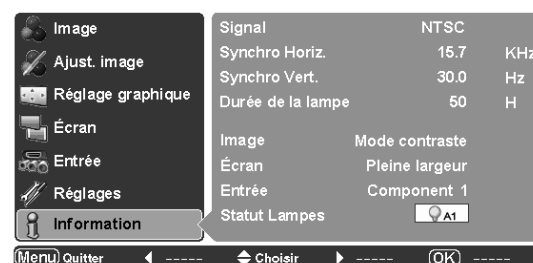 Image
Ajust. image
Réglage graphique
Écran
Entrée
Réglages
Information
Signal NTSC
Synchro Horiz. 15.7 KHz
Synchro Vert. 30.0 Hz
Durée de la lampe 50 H
Image Mode contraste
Écran Pleine largeur
Entrée Component 1
Statut Lampes A1
Menu Quitter ----- Choisir ----- OK -----